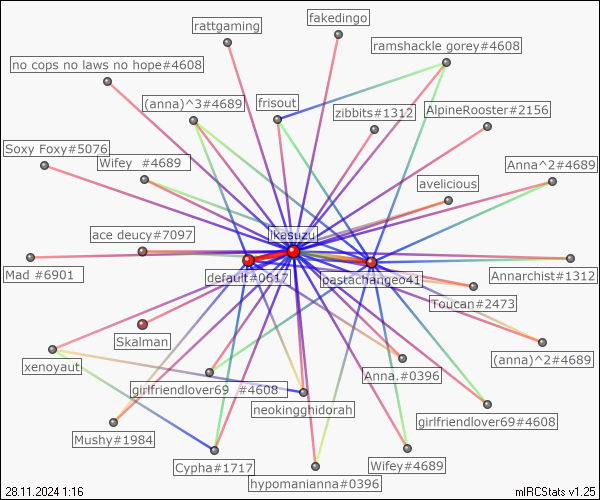 fakedingo
rattgaming
ramshackle gorey#4608
no cops no laws no hope#4608
(anna)^3#4689
frisout
zibbits#1312
AlpineRooster#2156
Soxy Foxy#5076
Wifey #4689
Anna^2#4689
avelicious
ace deucy#7097
ikasuzu
Mad #6901
default#0617
pastachangeo41
Annarchist#1312
Toucan#2473
Skalman
xenoyaut
(anna)^2#4689
Anna.#0396
girlfriendlover69 #4608
neokingghidorah
girlfriendlover69#4608
Mushy#1984
Cypha#1717
Wifey#4689
hypomanianna#0396
28.11.2024 1:16
mIRCStats v1.25